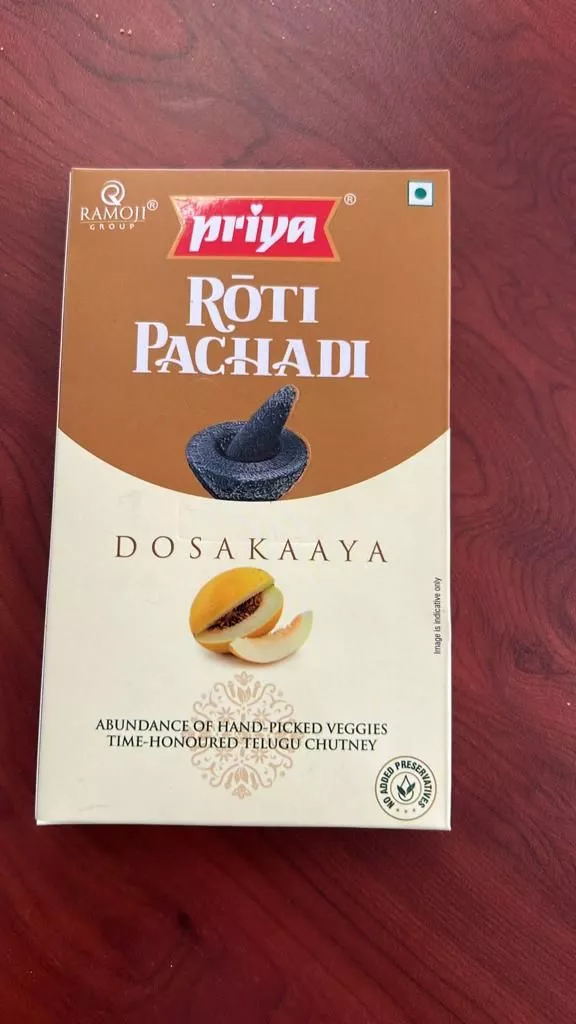 RAMOJI®
GROUP
priya®
RŌTI
PACHADI
DOSAKAAYA
Image is indicative only
ABUNDANCE OF HAND-PICKED VEGGIES
TIME-HONOURED TELUGU CHUTNEY
NO ADDED PRESERVATIVES